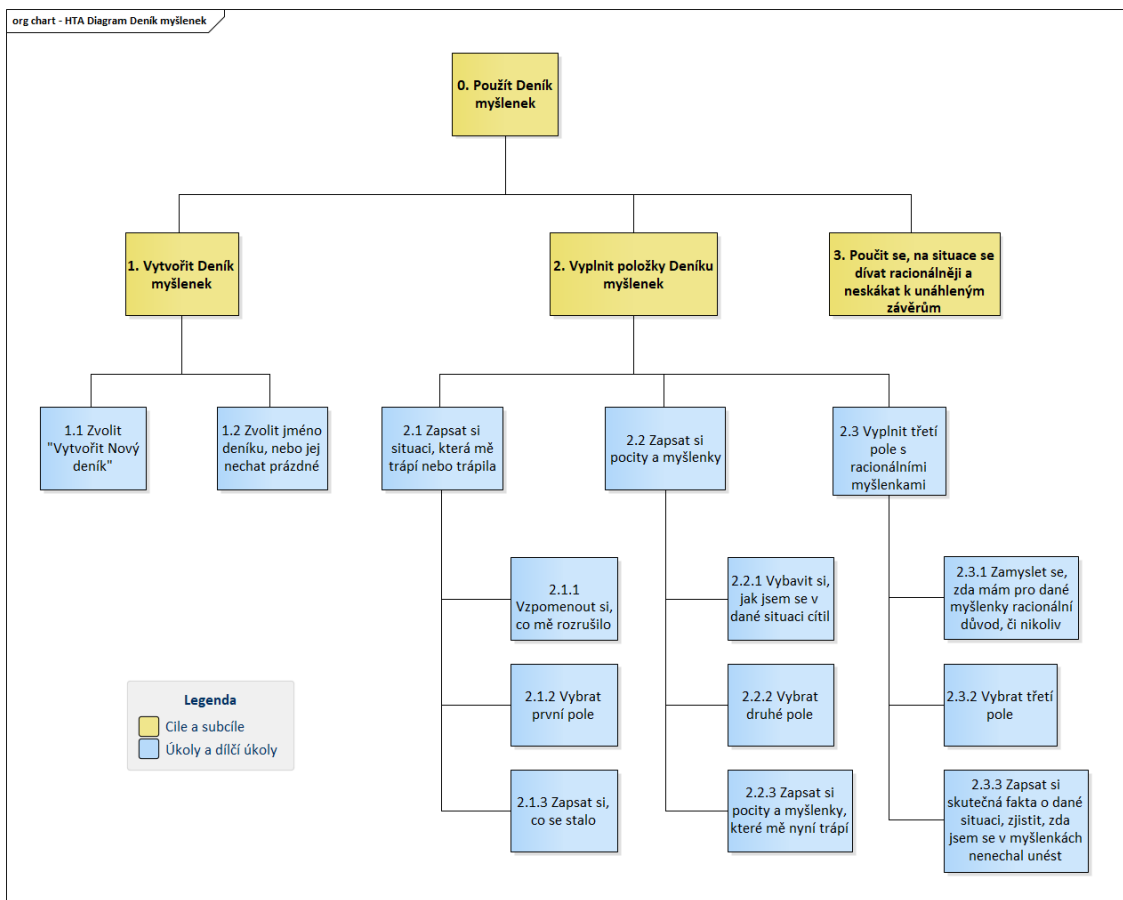 org chart - HTA Diagram Deník myšlenek
0. Použít Deník
myšlenek
1. Vytvořit Deník
myšlenek
2. Vyplnit položky Deníku
myšlenek
3. Poučit se, na situace se
dívat racionálněji a
neskákat k unáhleným
závěrům
1.1 Zvolit
"Vytvořit Nový
deník"
1.2 Zvolit jméno
deníku, nebo jej
nechat prázdné
2.1 Zapsat si
situaci, která mě
trápí nebo trápila
2.2 Zapsat si
pocity a myšlenky
2.3 Vyplnit třetí
pole s
racionálními
myšlenkami
2.1.1
Vzpomenout si,
co mě rozrušilo
2.2.1 Vybavit si,
jak jsem se v
dané situaci cítil
2.3.1 Zamyslet se,
zda mám pro dané
myšlenky racionální
důvod, či nikoliv
2.1.2 Vybrat
první pole
2.2.2 Vybrat
druhé pole
2.3.2 Vybrat třetí
pole
2.1.3 Zapsat si,
co se stalo
2.2.3 Zapsat si
pocity a myšlenky,
které mě nyní trápí
2.3.3 Zapsat si
skutečná fakta o dané
situaci, zjistit, zda
jsem se v myšlenkách
nenechal unést
Legenda
Cile a subcíle
Úkoly a dílčí úkoly